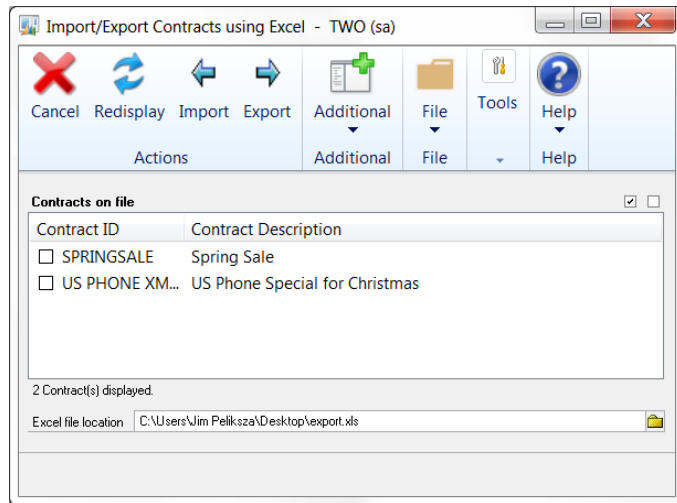 Import/Export Contracts using Excel - TWO (sa)
Cancel Redisplay Import Export Additional File Tools Help
Actions Additional File Help
Contracts on file
Contract ID Contract Description
SPRINGSALE Spring Sale
US PHONE XM... US Phone Special for Christmas
2 Contract(s) displayed.
Excel file location C:\Users\Jim Peliksza\Desktop\export.xls